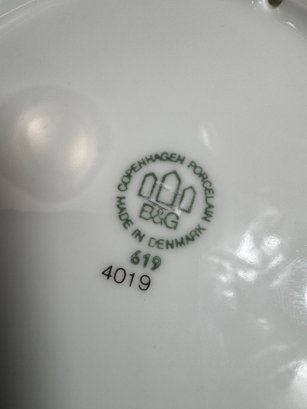 COPENHAGEN PORCELAIN
B&G
MADE IN DENMARK
619
4019